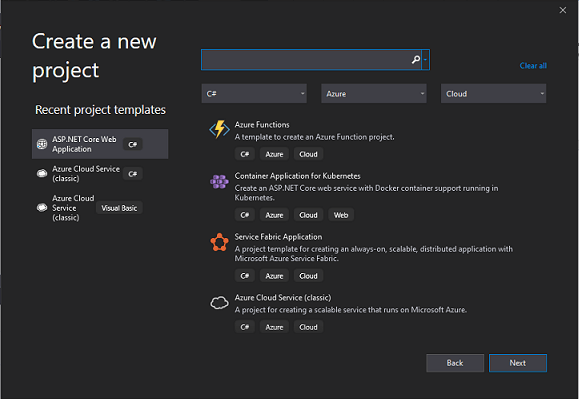 Create a new
project
Clear all
C#
Azure
Cloud
Recent project templates
ASP.NET Core Web
Application
C#
Azure Cloud Service
(classic)
C#
Azure Cloud
Service
(classic)
Visual Basic
Azure Functions
A template to create an Azure Function project.
C# Azure Cloud
Container Application for Kubernetes
Create an ASP.NET Core web service with Docker container support running in
Kubernetes.
C# Azure Cloud Web
Service Fabric Application
A project template for creating an always-on, scalable, distributed application with
Microsoft Azure Service Fabric.
C# Azure Cloud
Azure Cloud Service (classic)
A project for creating a scalable service that runs on Microsoft Azure.
C# Azure Cloud
Back
Next